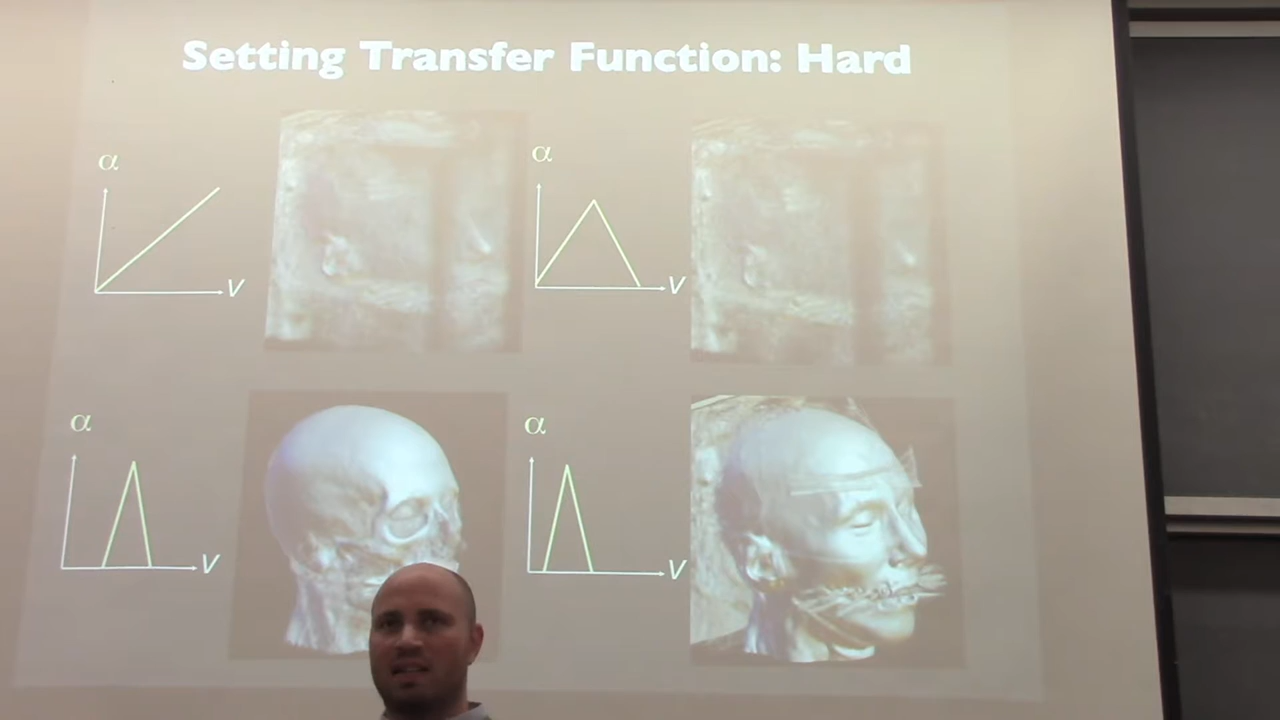 Setting Transfer Function: Hard
α
V
α
V
α
V
α
V